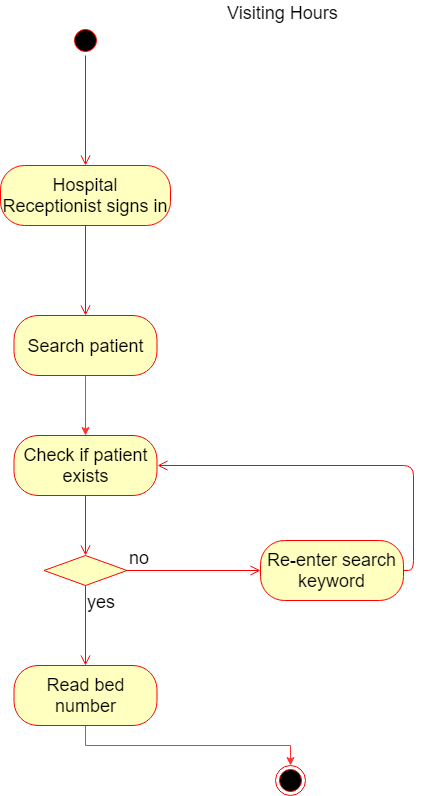 Visiting Hours
Hospital
Receptionist signs in
Search patient
Check if patient
exists
no
Re-enter search
keyword
yes
Read bed
number